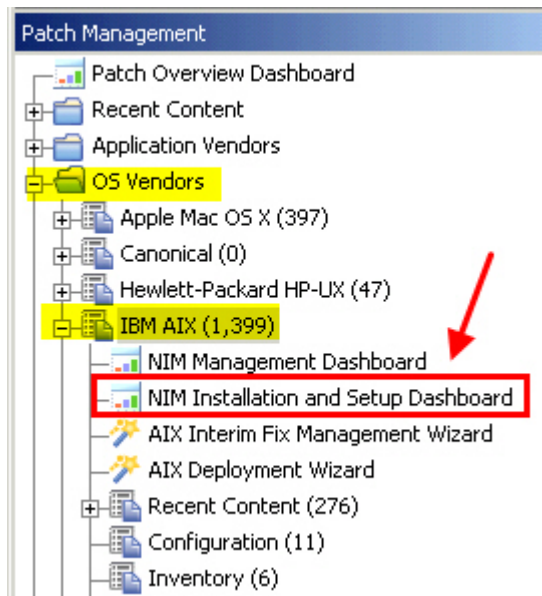 Patch Management
Patch Overview Dashboard
Recent Content
Application Vendors
OS Vendors
Apple Mac OS X (397)
Canonical (0)
Hewlett-Packard HP-UX (47)
IBM AIX (1,399)
NIM Management Dashboard
NIM Installation and Setup Dashboard
AIX Interim Fix Management Wizard
AIX Deployment Wizard
Recent Content (276)
Configuration (11)
Inventory (6)